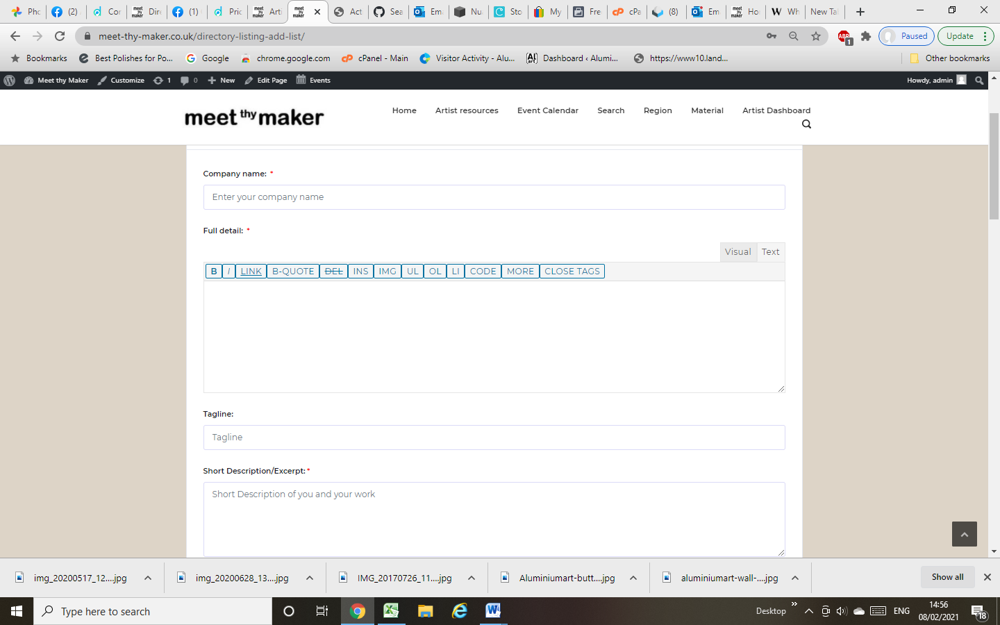 Pho
(2)
Cor
Dire
(1)
Pric
Arti
Act
Sea
Ema
Nu
Sto
My
Fre
cPa
(8)
Em
Ho
Wh
New Tal
meet-thy-maker.co.uk/directory-listing-add-list/
ABP
1
Paused
Update
Bookmarks
Best Polishes for Po...
Google
chrome.google.com
cPanel - Main
Visitor Activity - Alu...
Dashboard ‹ Alumi...
https://www10.land...
Other bookmarks
Meet thy Maker
Customize
1
0
New
Edit Page
Events
Howdy, admin
meet thy maker
Home
Artist resources
Event Calendar
Search
Region
Material
Artist Dashboard
Company name: *
Enter your company name
Full detail: *
Visual
Text
B
I
LINK
B-QUOTE
DEL
INS
IMG
UL
OL
LI
CODE
MORE
CLOSE TAGS
Tagline:
Tagline
Short Description/Excerpt:*
Short Description of you and your work
img_20200517_12....jpg
img_20200628_13....jpg
IMG_20170726_11....jpg
Aluminiumart-butt....jpg
aluminiumart-wall-....jpg
Show all
Type here to search
Desktop
ENG
14:56
08/02/2021
18